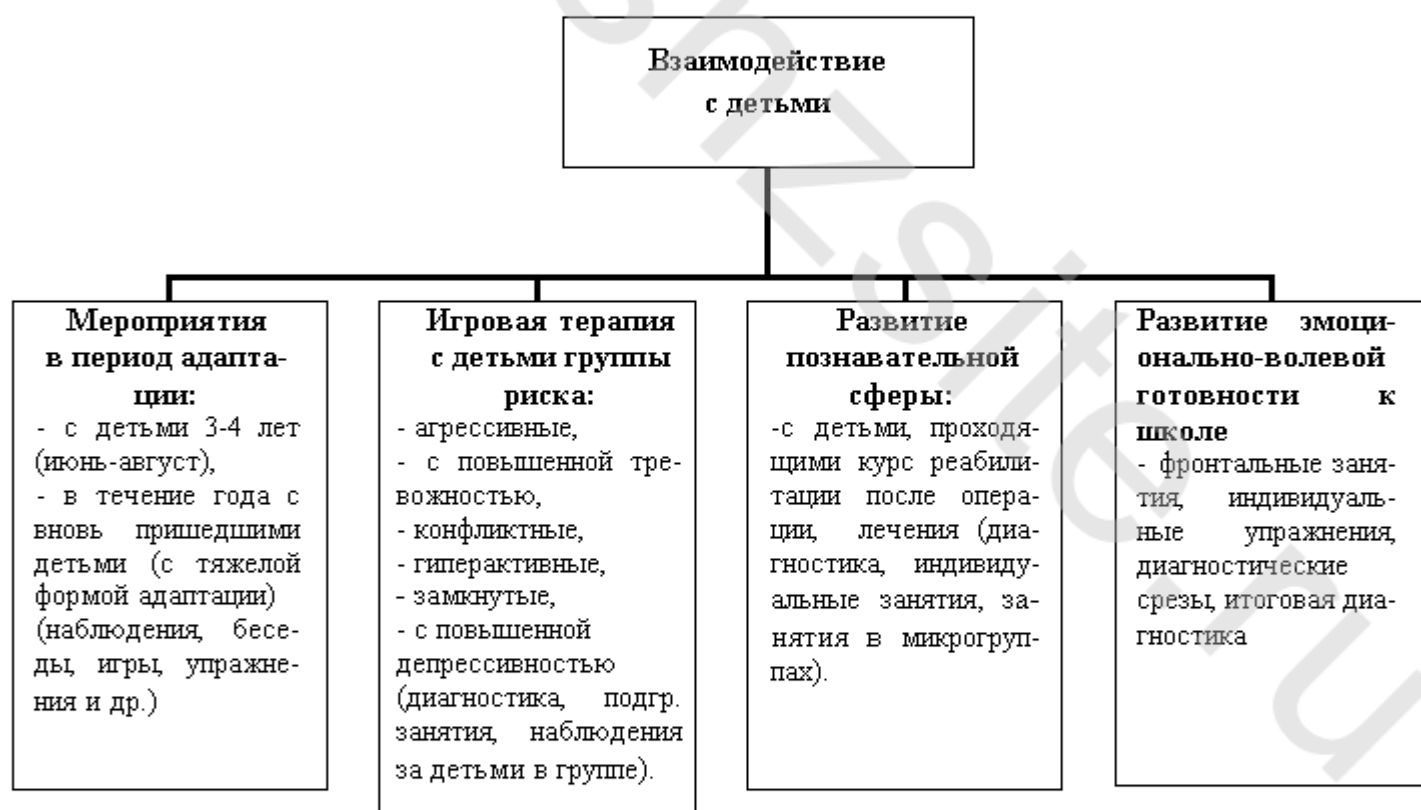 Взаимодействие
с детьми
Мероприятия
в период адапта-
ции:
- с детьми 3-4 лет
(июнь-август),
- в течение года с
вновь пришедшими
детьми (с тяжелой
формой адаптации)
(наблюдения, бесе-
ды, игры, упражне-
ния и др.)
Игровая терапия
с детьми группы
риска:
- агрессивные,
- с повышенной тре-
вожностью,
- конфликтные,
- гиперактивные,
- замкнутые,
- с повышенной
депрессивностью
(диагностика, подгр.
занятия, наблюдения
за детьми в группе).
Развитие
познавательной
сферы:
-с детьми, проходя-
щими курс реабили-
тации после опера-
ции, лечения (диа-
гностика, индивиду-
альные занятия, за-
нятия в микрогруп-
пах).
Развитие эмоци-
онально-волевой
готовности к
школе
- фронтальные заня-
тия, индивидуаль-
ные упражнения,
диагностические
срезы, итоговая диа-
гностика